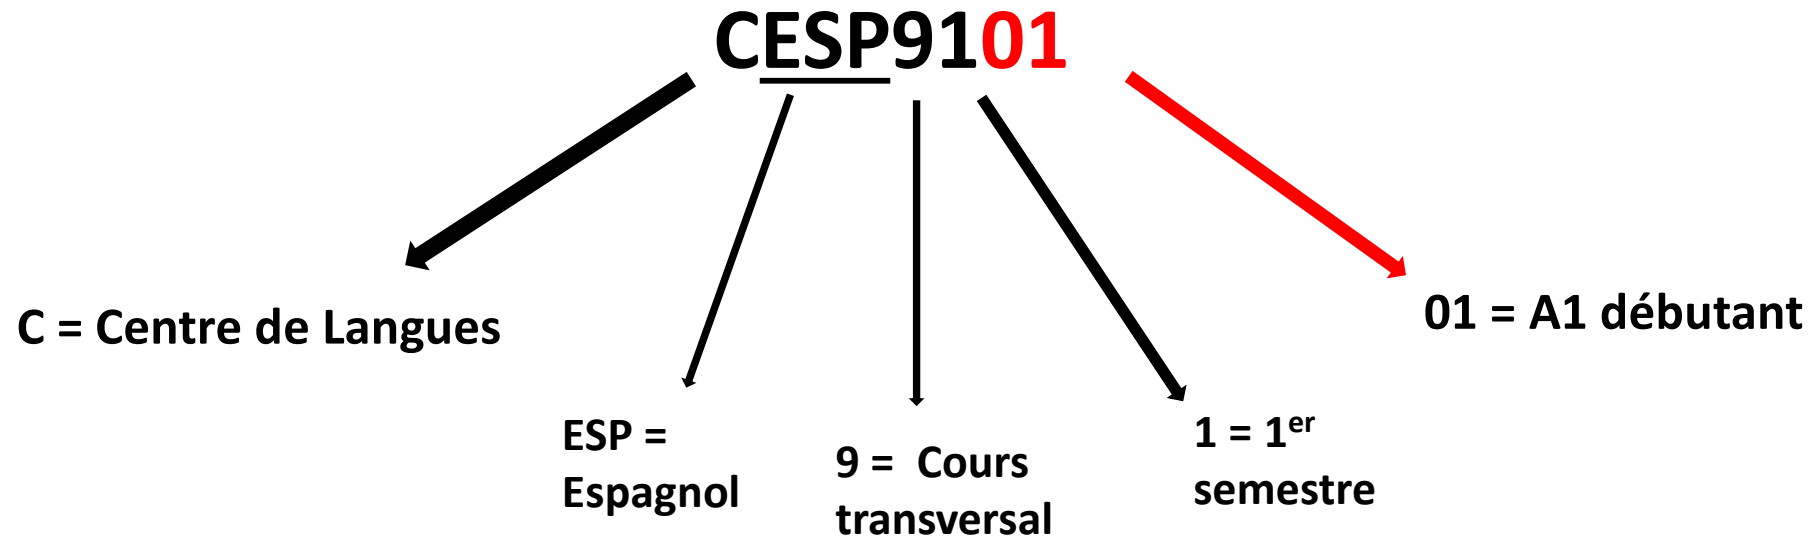 CESP9101
C = Centre de Langues
ESP =
Espagnol
9 = Cours
transversal
1 = 1er
semestre
01 = A1 débutant